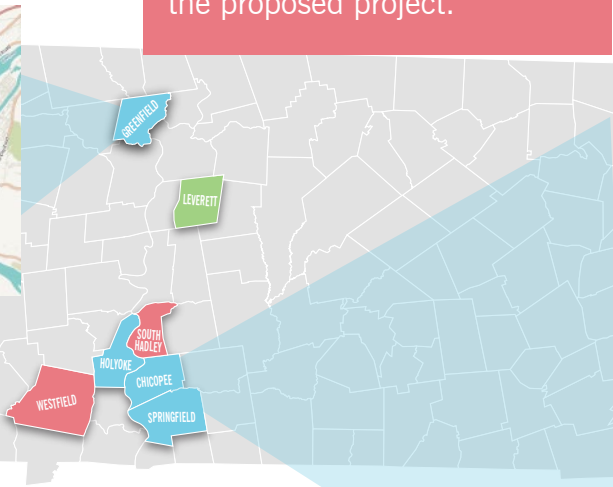 the proposed project.
GREENFIELD
LEVERETT
SOUTH
HADLEY
HOLYOKE
CHICOPEE
WESTFIELD
SPRINGFIELD